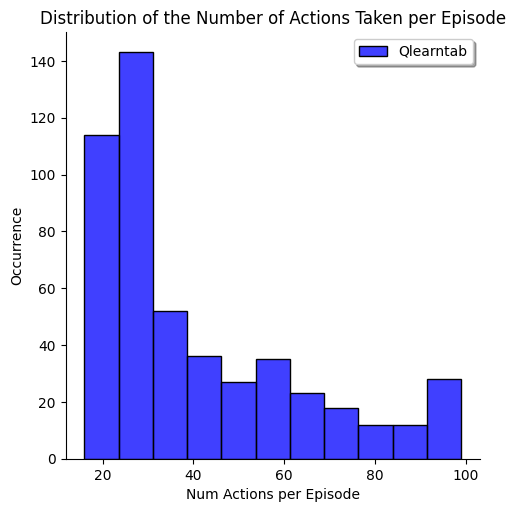 Distribution of the Number of Actions Taken per Episode
Qlearntab
140
120
100
80
60
40
20
0
Occurrence
20 40 60 80 100
Num Actions per Episode